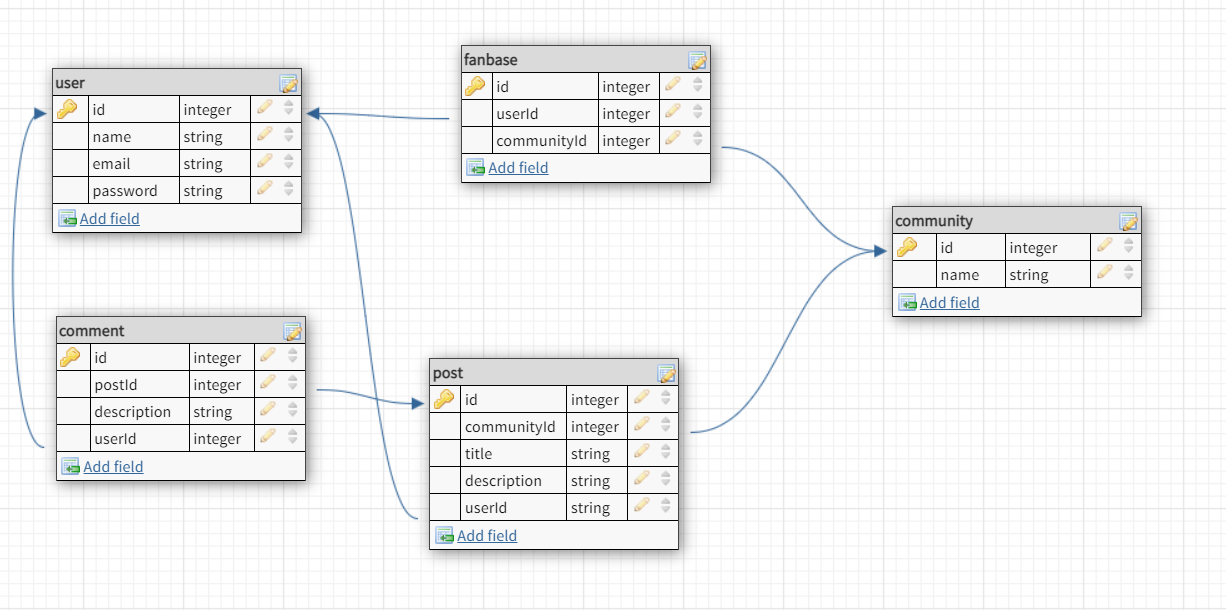 user
id integer
name string
email string
password string
Add field
fanbase
id integer
userId integer
communityId integer
Add field
community
id integer
name string
Add field
comment
id integer
postId integer
description string
userId integer
Add field
post
id integer
communityId integer
title string
description string
userId string
Add field